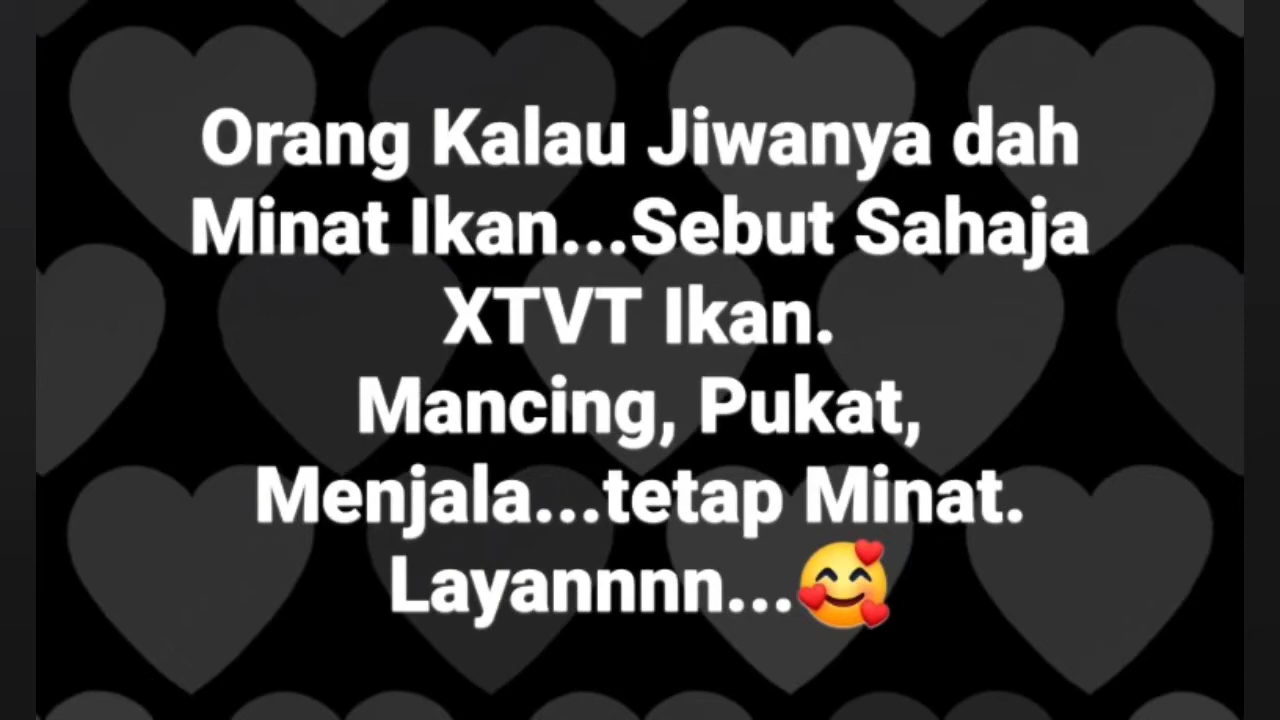 Orang Kalau Jiwanya dah
Minat Ikan...Sebut Sahaja
XTVT Ikan.
Mancing, Pukat,
Menjala...tetap Minat.
Layannnn...🥰